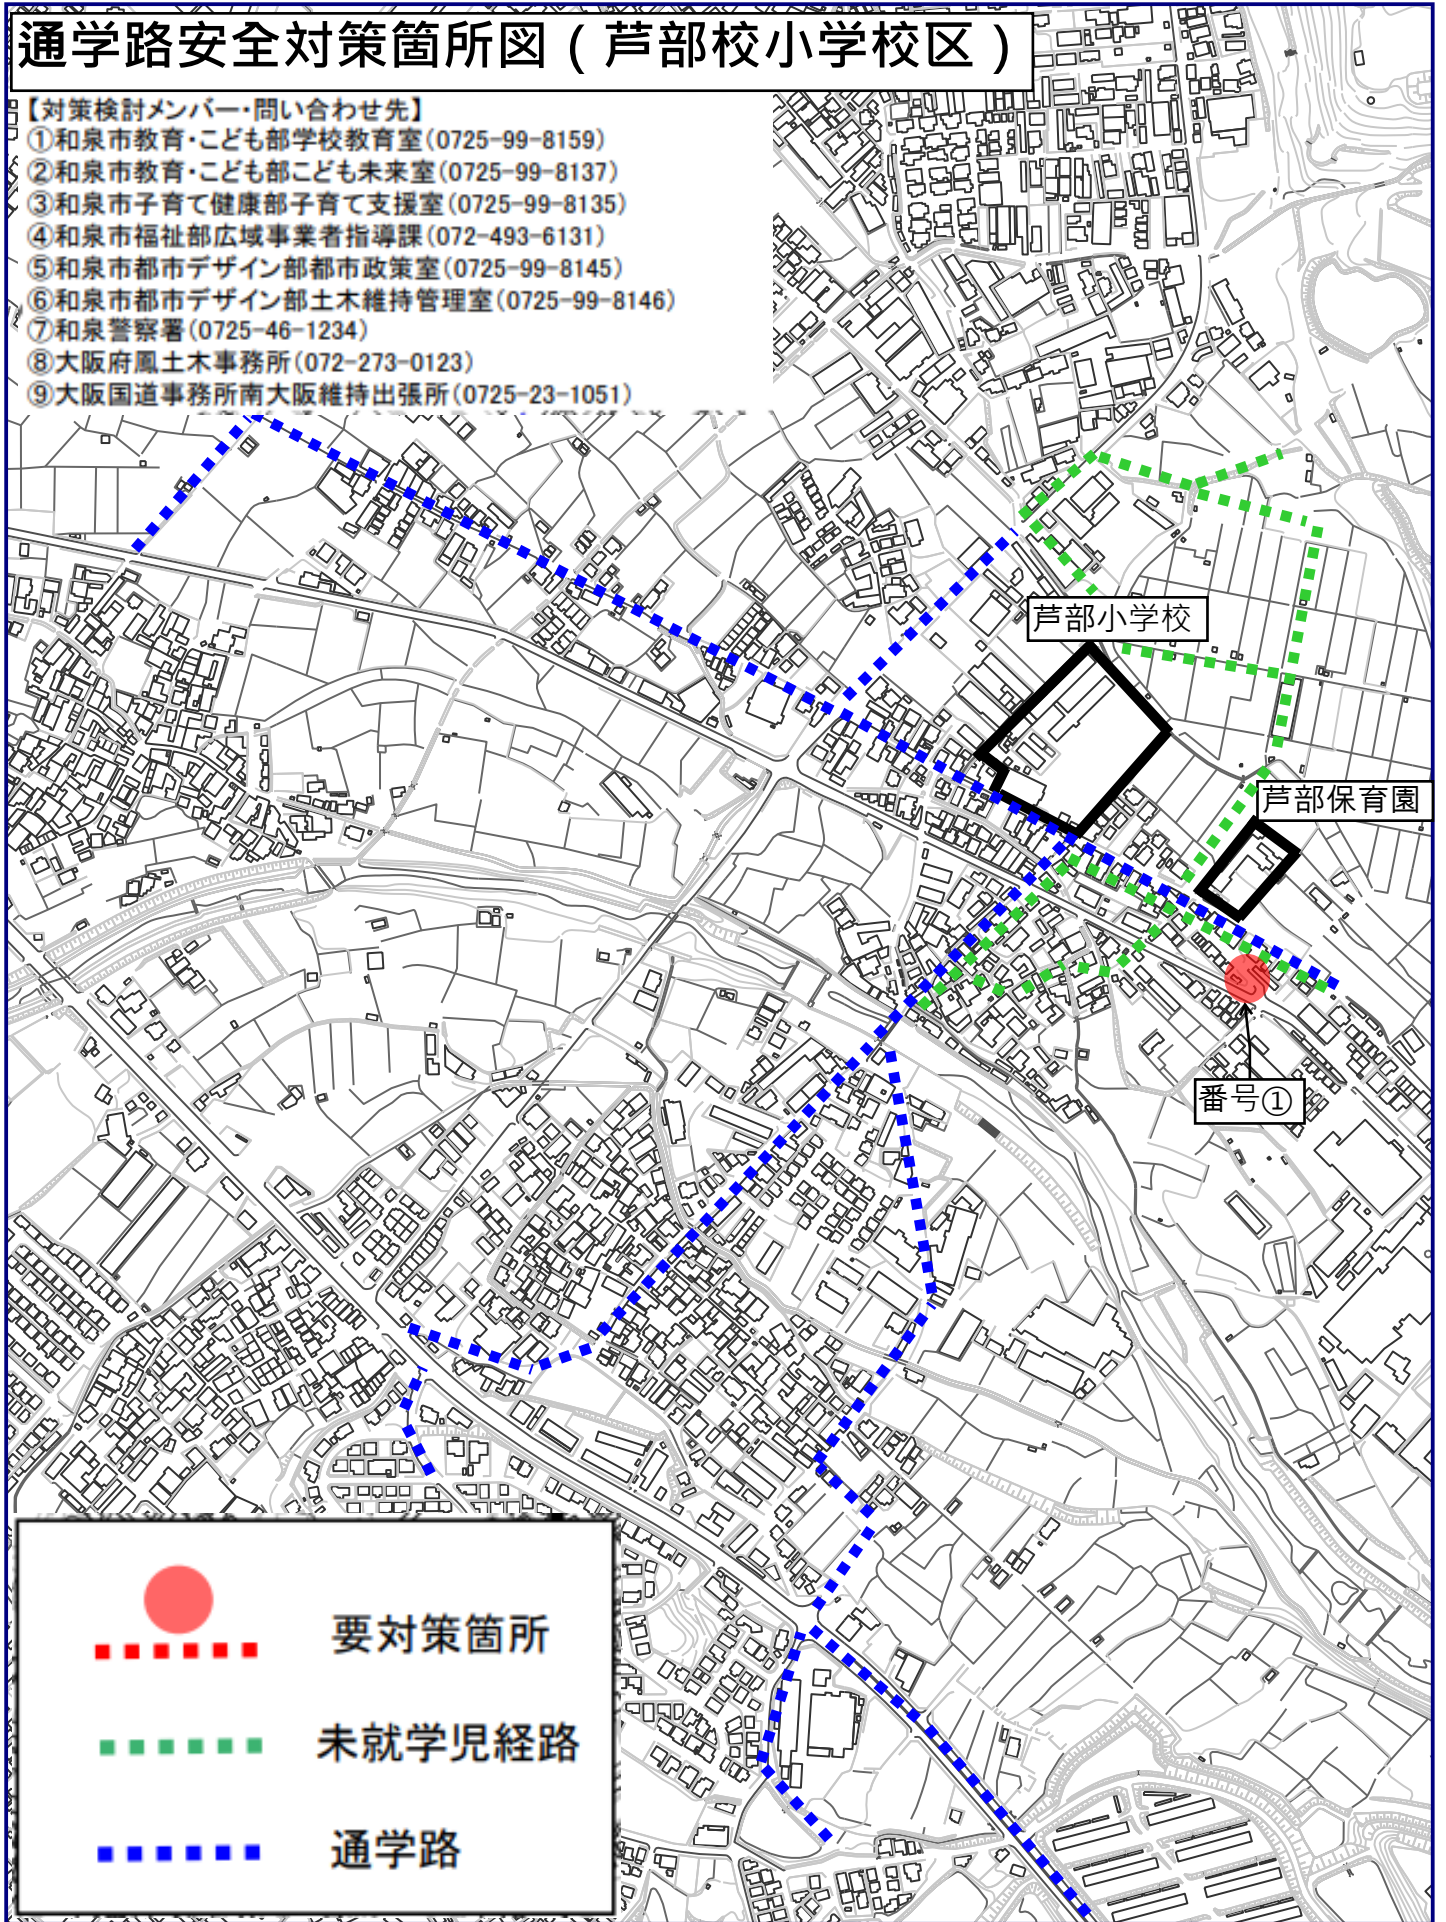 通学路安全対策箇所図(芦部校小学校区)
【対策検討メンバー・問い合わせ先】
①和泉市教育・こども部学校教育室(0725-99-8159)
②和泉市教育・こども部こども未来室(0725-99-8137)
③和泉市子育て健康部子育て支援室(0725-99-8135)
④和泉市福祉部広域事業者指導課(072-493-6131)
⑤和泉市都市デザイン部都市政策室(0725-99-8145)
⑥和泉市都市デザイン部土木維持管理室(0725-99-8146)
⑦和泉警察署(0725-46-1234)
⑧大阪府鳳土木事務所(072-273-0123)
⑨大阪国道事務所南大阪維持出張所(0725-23-1051)
芦部小学校
芦部保育園
番号①
要対策箇所
未就学児経路
通学路